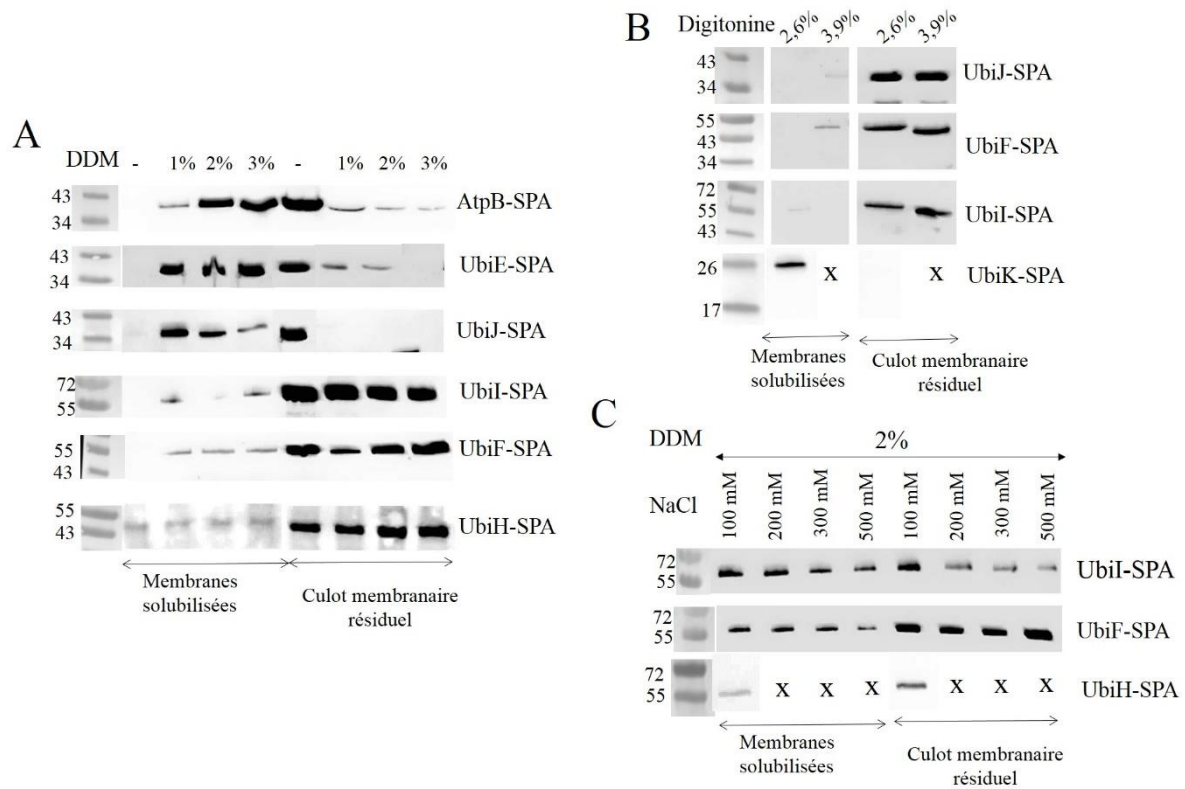 A
DDM - 1% 2% 3% - 1% 2% 3%
43
34
AtpB-SPA
43
34
UbiE-SPA
43
34
UbiJ-SPA
72
55
UbiI-SPA
55
43
UbiF-SPA
55
43
UbiH-SPA
Membranes
solubilisées
Culot membranaire
résiduel
B
Digitonine 2,6% 3,9% 2,6% 3,9%
43
34
UbiJ-SPA
55
43
34
UbiF-SPA
72
55
43
UbiI-SPA
26
17
X X UbiK-SPA
Membranes
solubilisées
Culot membranaire
résiduel
C
DDM 2%
NaCl 100 mM 200 mM 300 mM 500 mM 100 mM 200 mM 300 mM 500 mM
72
55
UbiI-SPA
72
55
UbiF-SPA
72
55
X X X X X X UbiH-SPA
Membranes
solubilisées
Culot membranaire
résiduel